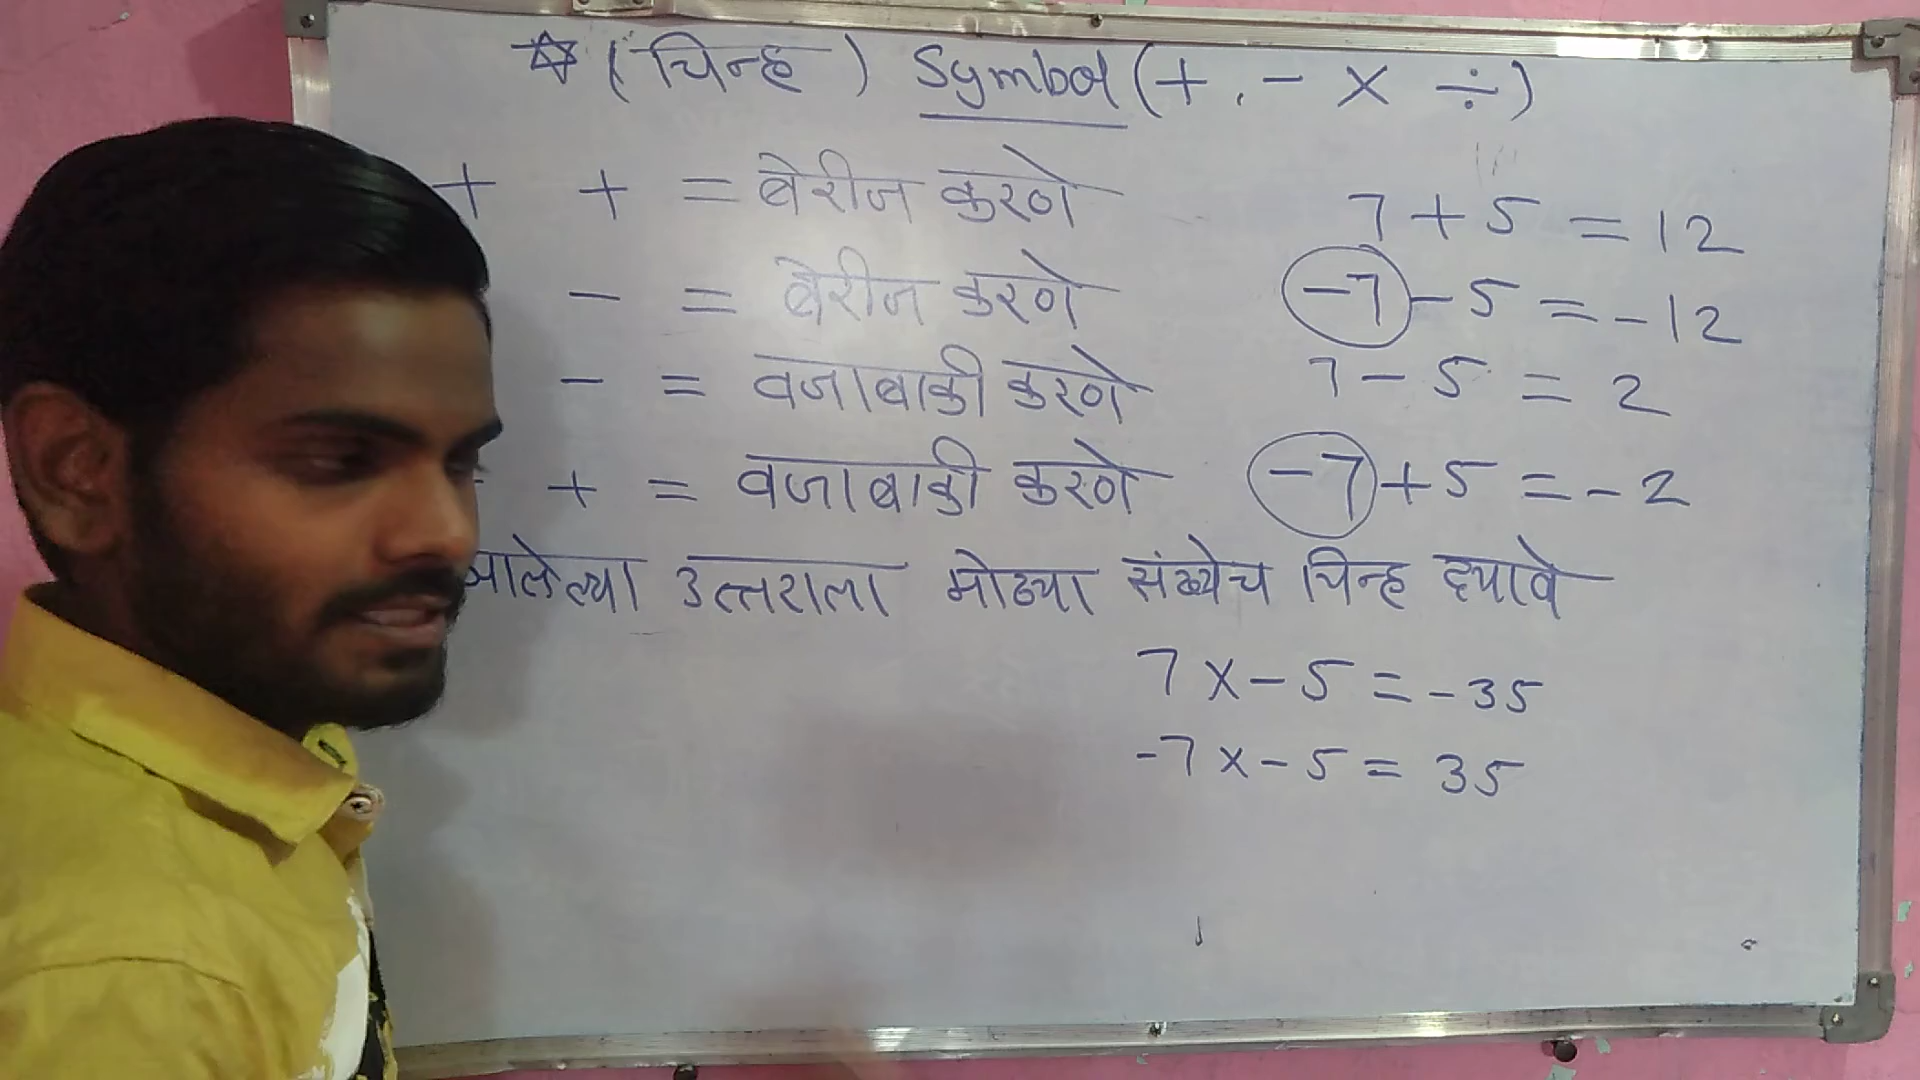 ☆ (चिन्ह) Symbol (+, - × ÷)
+ + = बेरीज करणे 7 + 5 = 12
- = बेरीज करणे -7 - 5 = -12
- = वजाबाकी करणे 7 - 5 = 2
+ = वजाबाकी करणे -7 + 5 = -2
आलेल्या उत्तराला मोठ्या संख्येच चिन्ह द्यावे
7 × - 5 = - 35
-7 × - 5 = 35